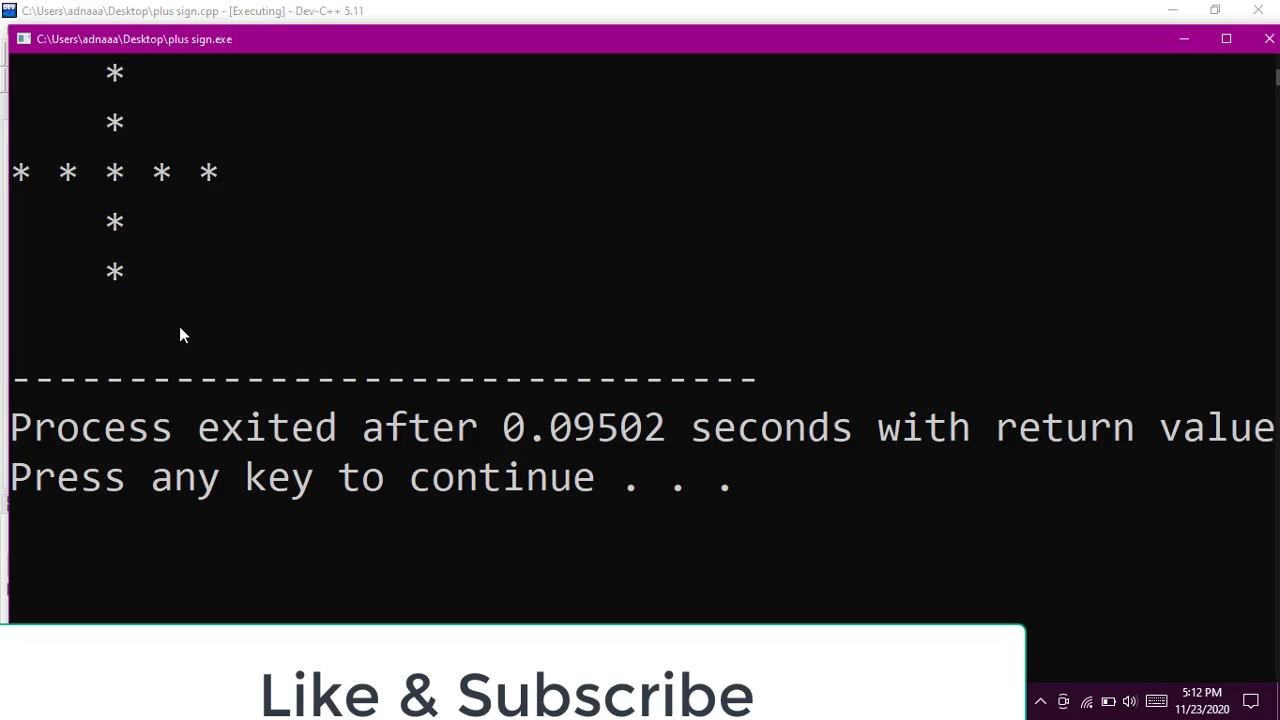 C:\Users\adnaaa\Desktop\plus sign.cpp - [Executing] - Dev-C++ 5.11
C:\Users\adnaaa\Desktop\plus sign.exe
*
*
* * * * *
*
*
--------------------------------
Process exited after 0.09502 seconds with return value
Press any key to continue . . .
Like & Subscribe
5:12 PM
11/23/2020